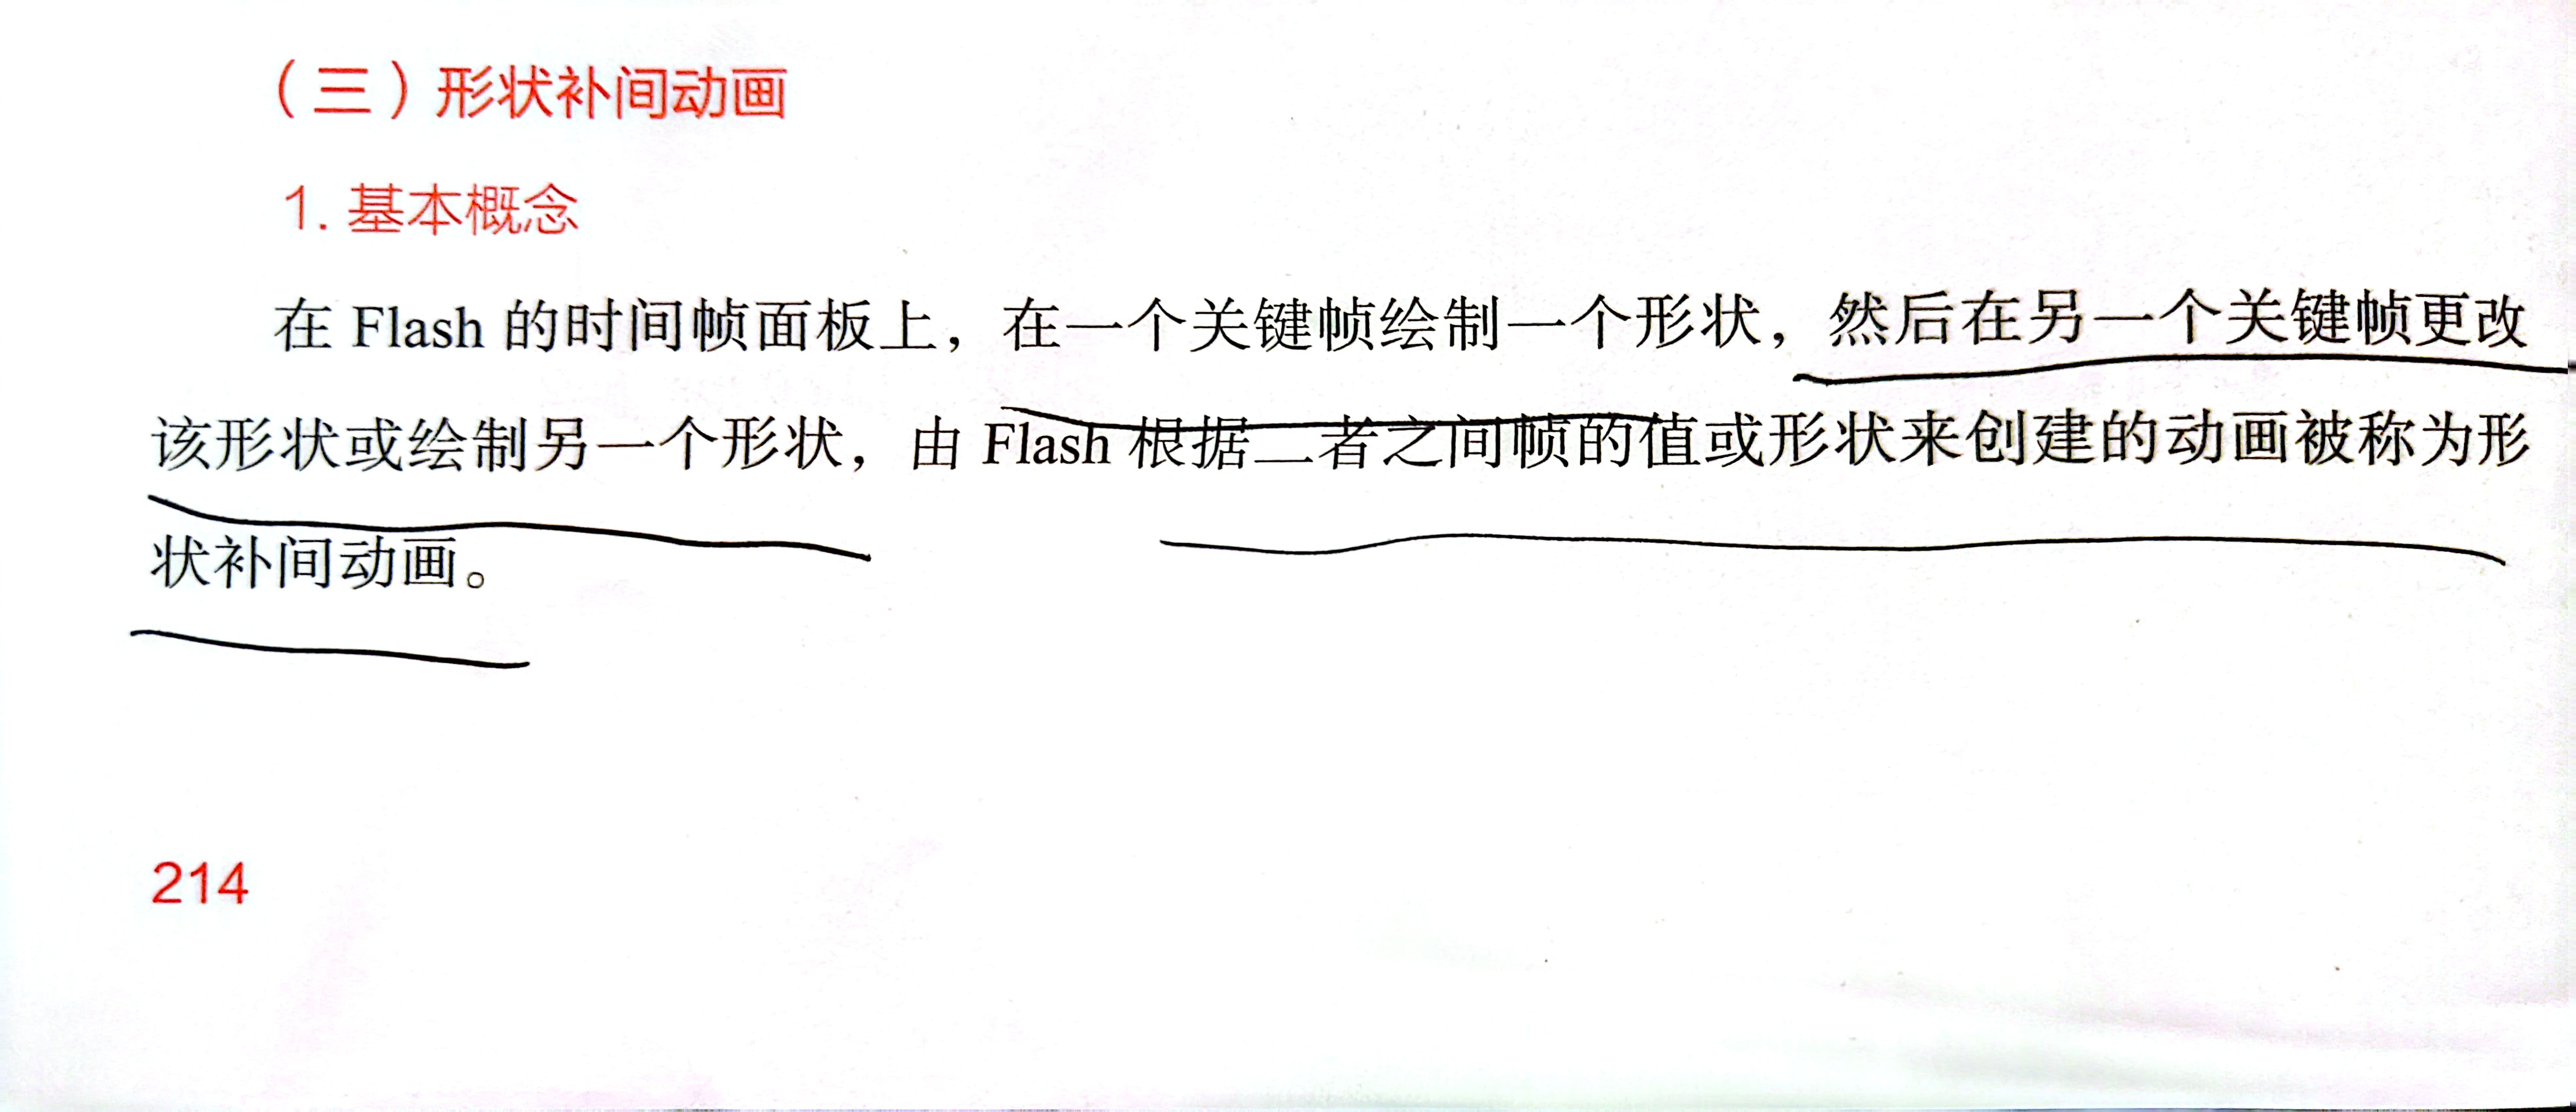 （三）形状补间动画
1. 基本概念
在 Flash 的时间帧面板上，在一个关键帧绘制一个形状，然后在另一个关键帧更改
该形状或绘制另一个形状，由 Flash 根据二者之间帧的值或形状来创建的动画被称为形
状补间动画。
214